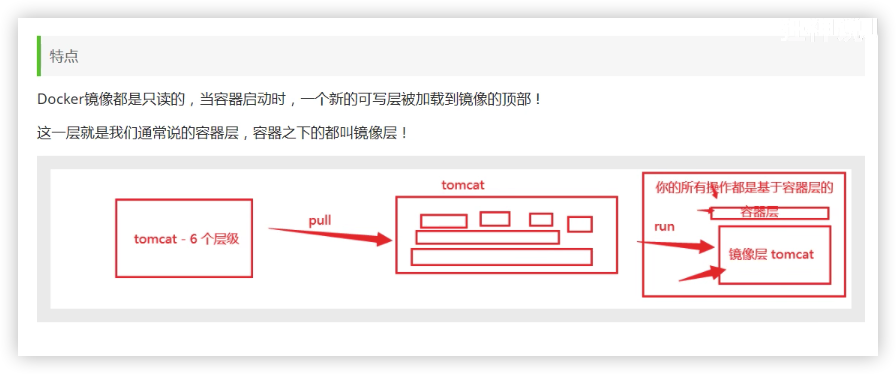 特点
Docker镜像都是只读的，当容器启动时，一个新的可写层被加载到镜像的顶部！
这一层就是我们通常说的容器层，容器之下的都叫镜像层！
tomcat - 6 个层级
pull
tomcat
run
你的所有操作都是基于容器层的
容器层
镜像层 tomcat